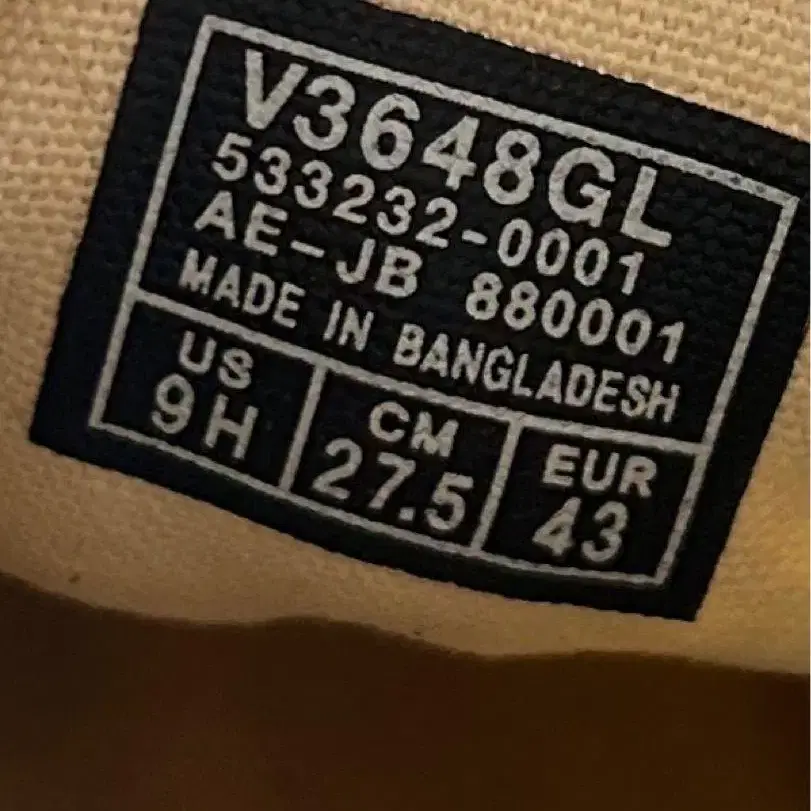 V3648GL
533232-0001
AE-JB 880001
MADE IN BANGLADESH
US CM EUR
9H 27.5 43